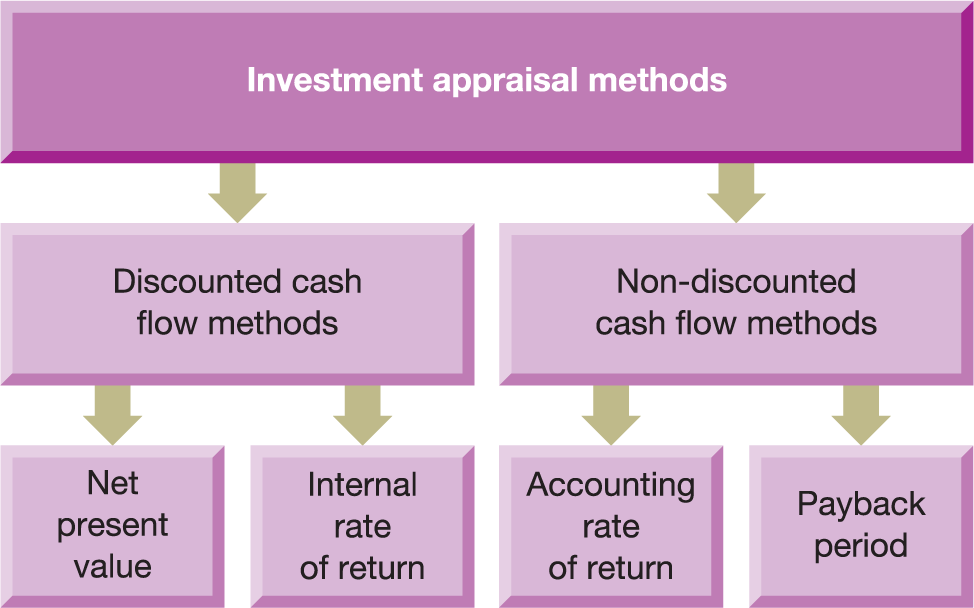 Investment appraisal methods
Discounted cash
flow methods
Non-discounted
cash flow methods
Net
present
value
Internal
rate
of return
Accounting
rate
of return
Payback
period